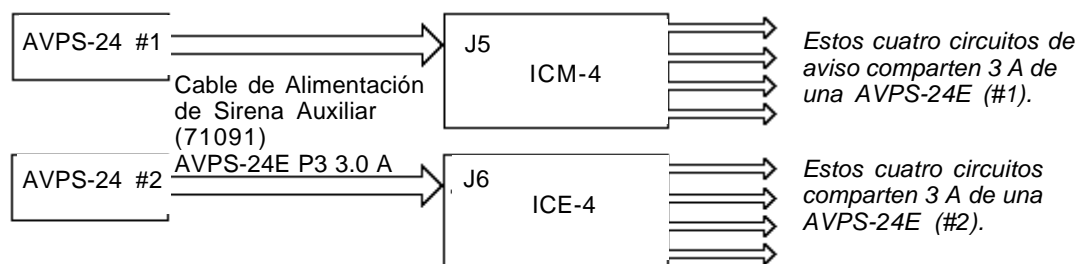 AVPS-24 #1
J5
ICM-4
Estos cuatro circuitos de
aviso comparten 3 A de
una AVPS-24E (#1).
Cable de Alimentación
de Sirena Auxiliar
(71091)
AVPS-24E P3 3.0 A
AVPS-24 #2
J6
ICE-4
Estos cuatro circuitos
comparten 3 A de una
AVPS-24E (#2).